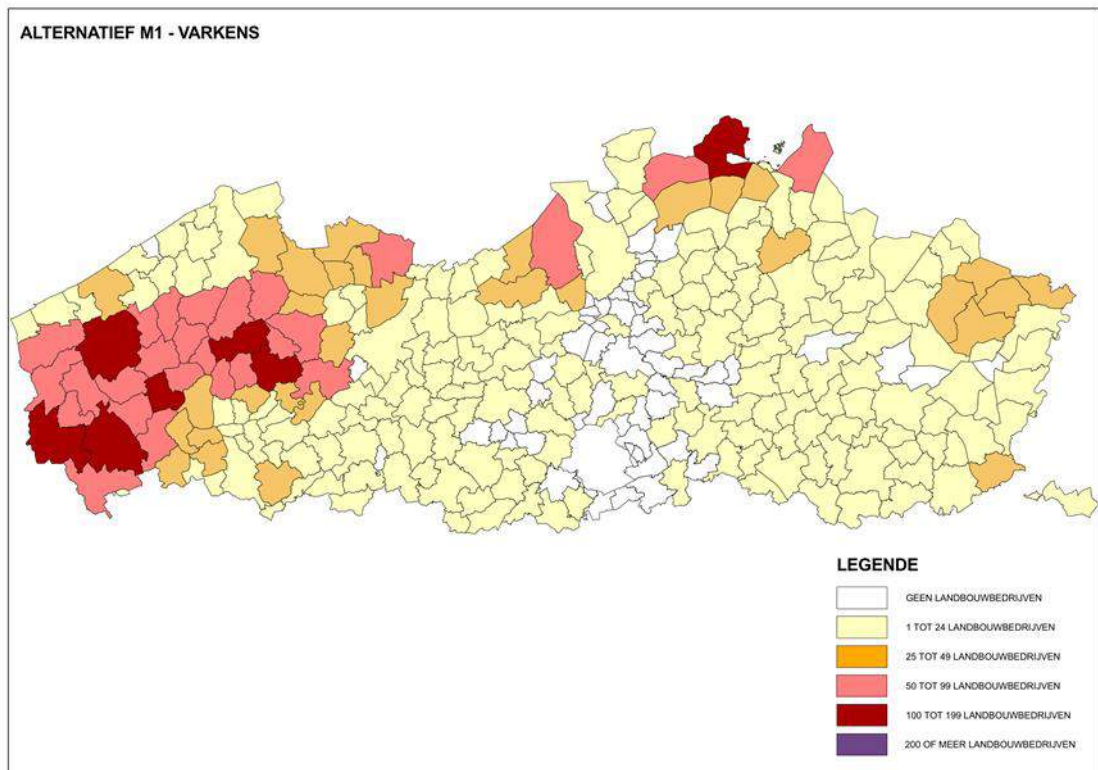 ALTERNATIEF M1 - VARKENS
LEGENDE
GEEN LANDBOUWBEDRIJVEN
1 TOT 24 LANDBOUWBEDRIJVEN
25 TOT 49 LANDBOUWBEDRIJVEN
50 TOT 99 LANDBOUWBEDRIJVEN
100 TOT 199 LANDBOUWBEDRIJVEN
200 OF MEER LANDBOUWBEDRIJVEN